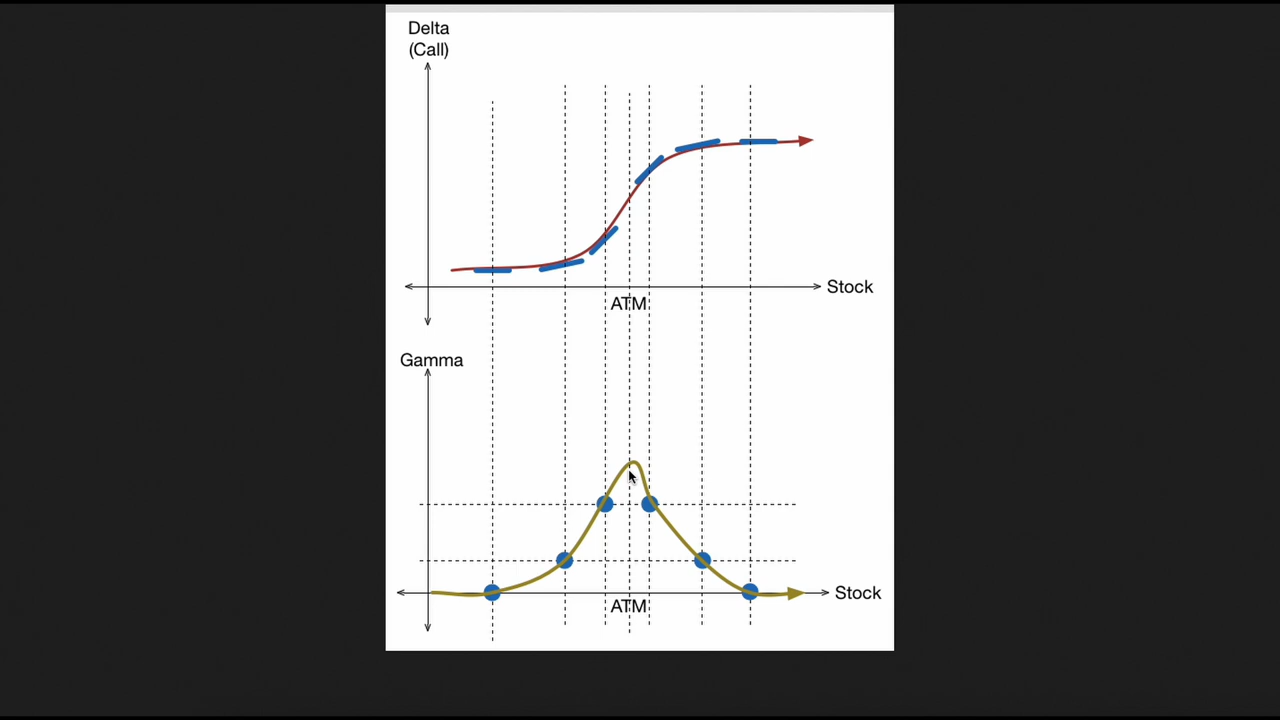 Delta
(Call)
Stock
ATM
Gamma
Stock
ATM